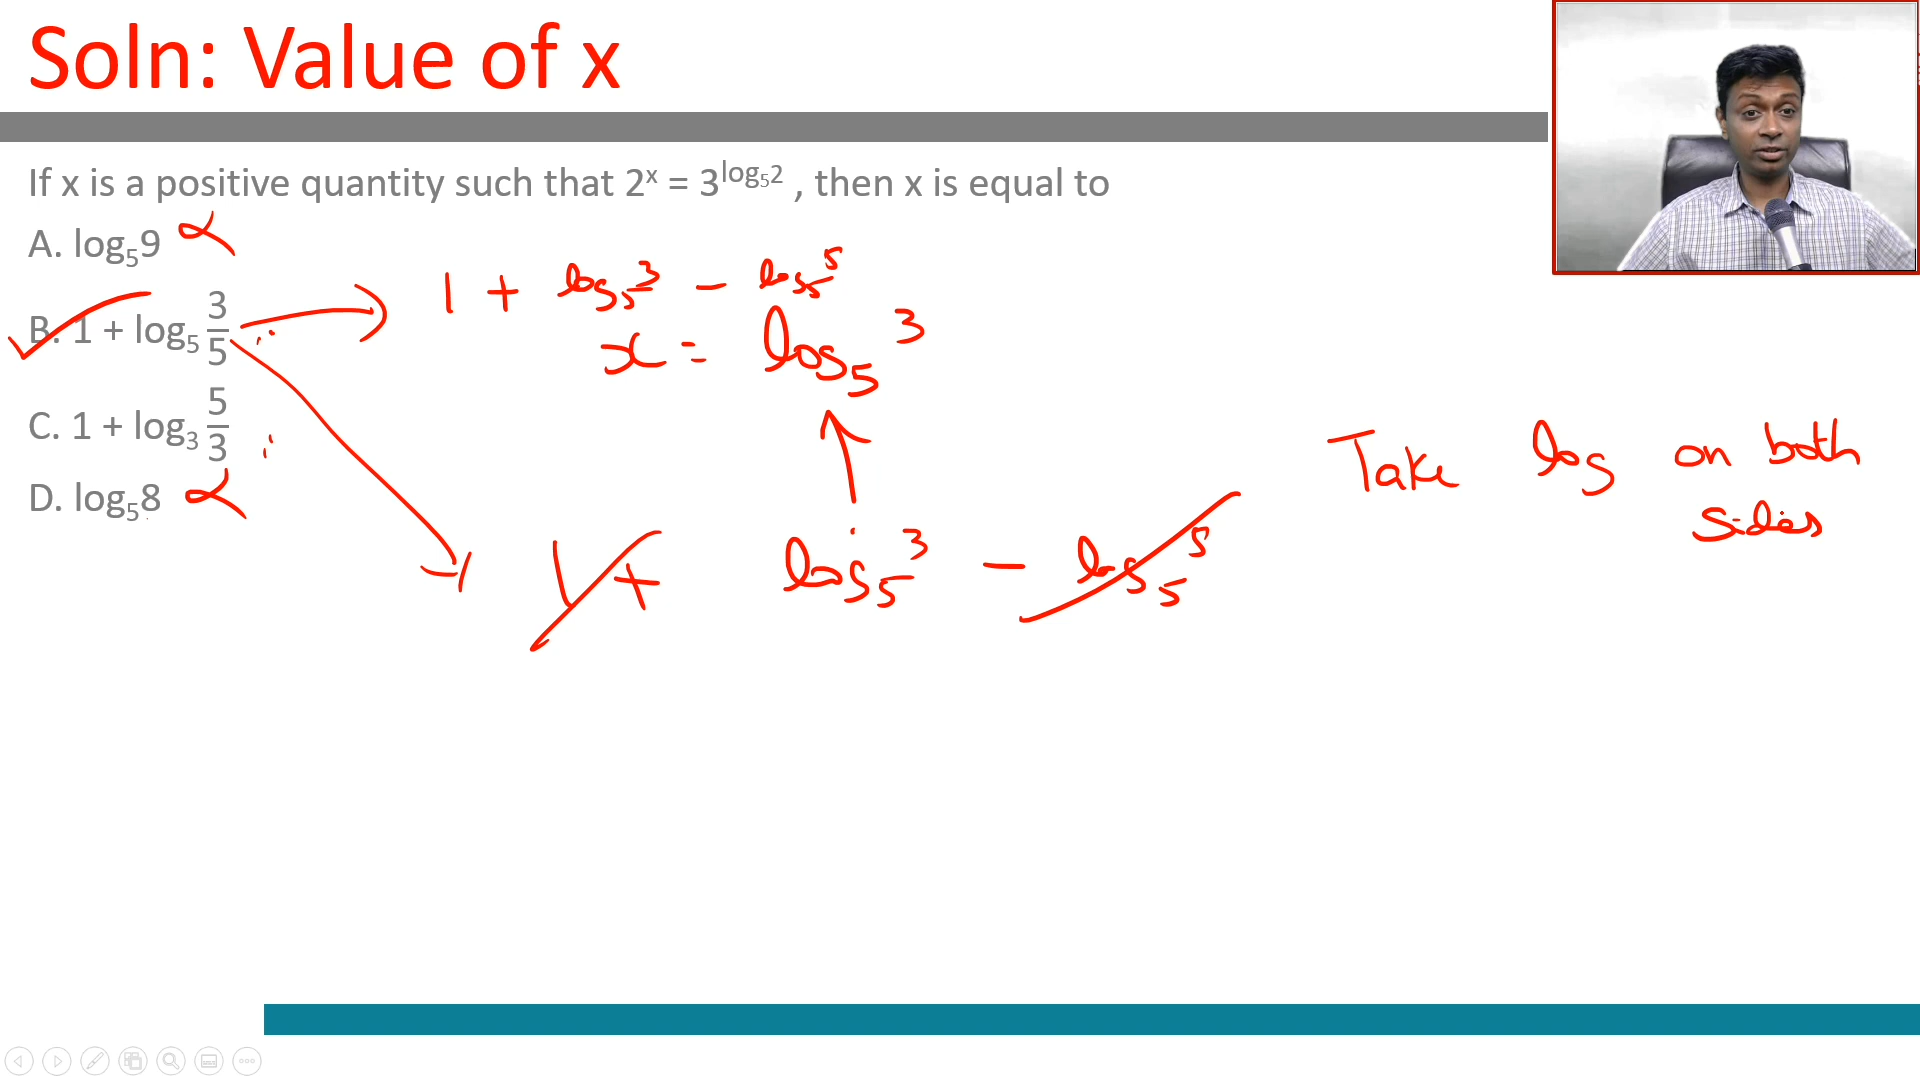 Soln: Value of x
If x is a positive quantity such that 2ˣ = 3^log₅2 , then x is equal to
A. log₅9
B. 1 + log₅ 3/5
C. 1 + log₃ 5/3
D. log₅8
1 + log₅3 − log₅5
x = log₅3
Take log on both
sides
1 + log₅3 − log₅5